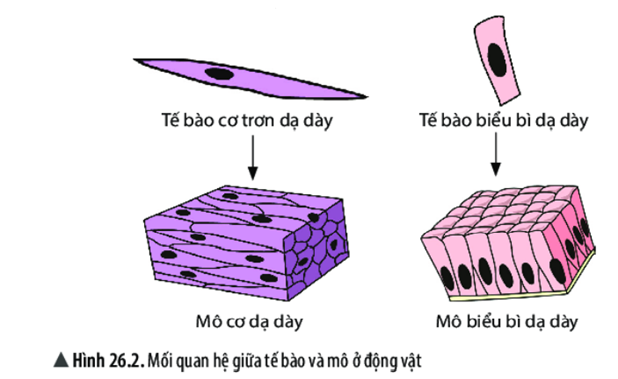 Tế bào cơ trơn dạ dày
Tế bào biểu bì dạ dày
Mô cơ dạ dày
Mô biểu bì dạ dày
▲ Hình 26.2. Mối quan hệ giữa tế bào và mô ở động vật